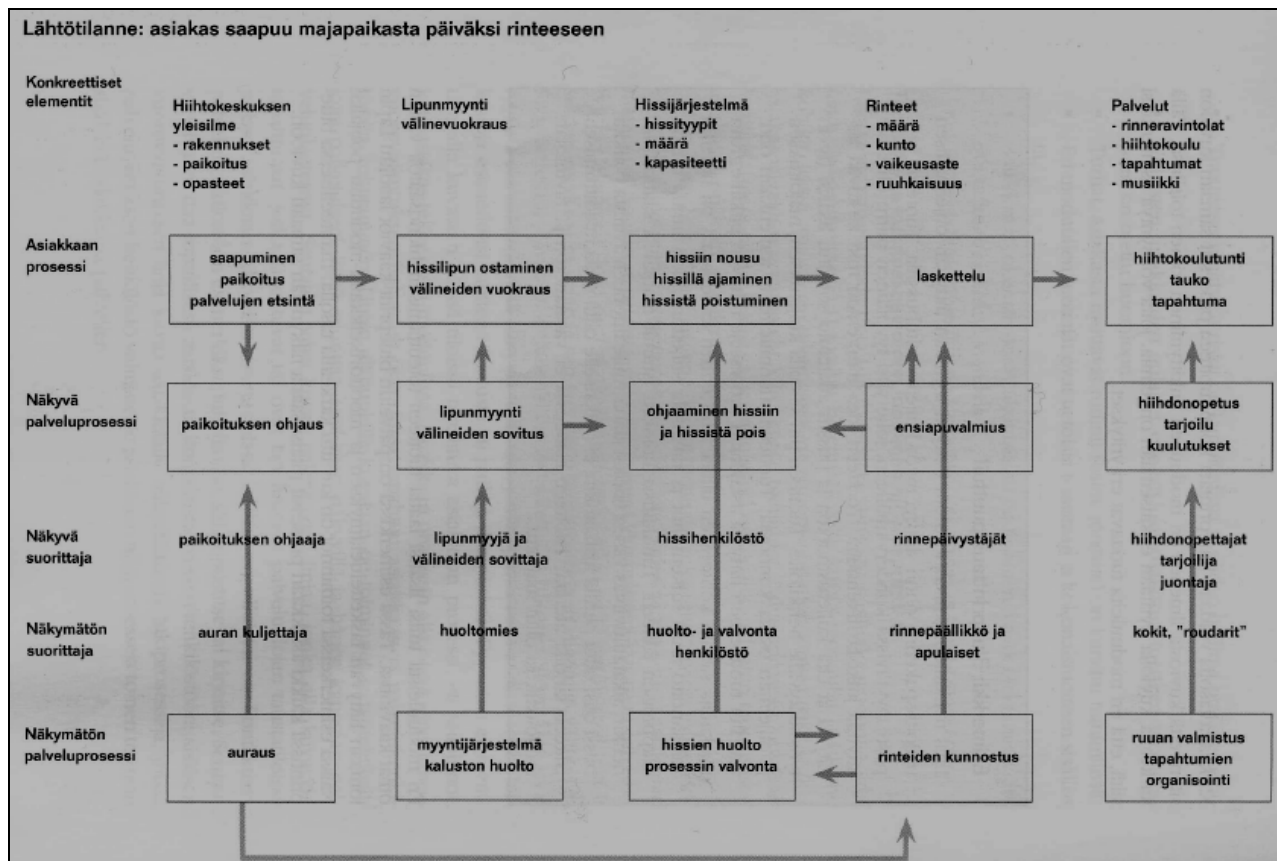 Lähtötilanne: asiakas saapuu majapaikasta päiväksi rinteeseen
Konkreettiset
elementit
Hiihtokeskuksen
yleisilme
- rakennukset
- paikoitus
- opasteet
Lipunmyynti
välinevuokraus
Hissijärjestelmä
- hissityypit
- määrä
- kapasiteetti
Rinteet
- määrä
- kunto
- vaikeusaste
- ruuhkaisuus
Palvelut
- rinneravintolat
- hiihtokoulu
- tapahtumat
- musiikki
Asiakkaan
prosessi
saapuminen
paikoitus
palvelujen etsintä
hissilipun ostaminen
välineiden vuokraus
hissiin nousu
hissillä ajaminen
hissistä poistuminen
laskettelu
hiihtokoulutunti
tauko
tapahtuma
Näkyvä
palveluprosessi
paikoituksen ohjaus
lipunmyynti
välineiden sovitus
ohjaaminen hissiin
ja hissistä pois
ensiapuvalmius
hiihdonopetus
tarjoilu
kuulutukset
Näkyvä
suorittaja
paikoituksen ohjaaja
lipunmyyjä ja
välineiden sovittaja
hissihenkilöstö
rinnepäivystäjät
hiihdonopettajat
tarjoilija
juontaja
Näkymätön
suorittaja
auran kuljettaja
huoltomies
huolto- ja valvonta
henkilöstö
rinnepäällikkö ja
apulaiset
kokit, "roudarit"
Näkymätön
palveluprosessi
auraus
myyntijärjestelmä
kaluston huolto
hissien huolto
prosessin valvonta
rinteiden kunnostus
ruuan valmistus
tapahtumien
organisointi